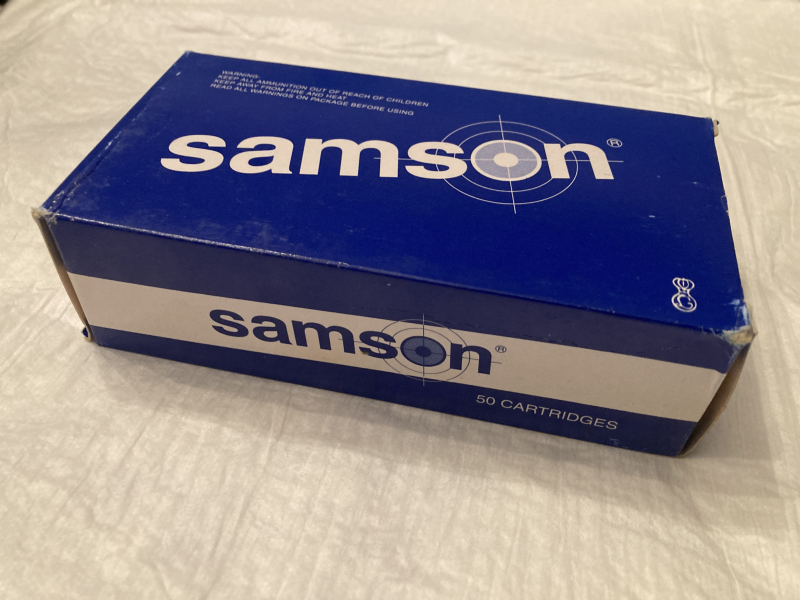 WARNING:
KEEP ALL AMMUNITION OUT OF REACH OF CHILDREN
KEEP AWAY FROM FIRE AND HEAT
READ ALL WARNINGS ON PACKAGE BEFORE USING
samson®
samson®
50 CARTRIDGES